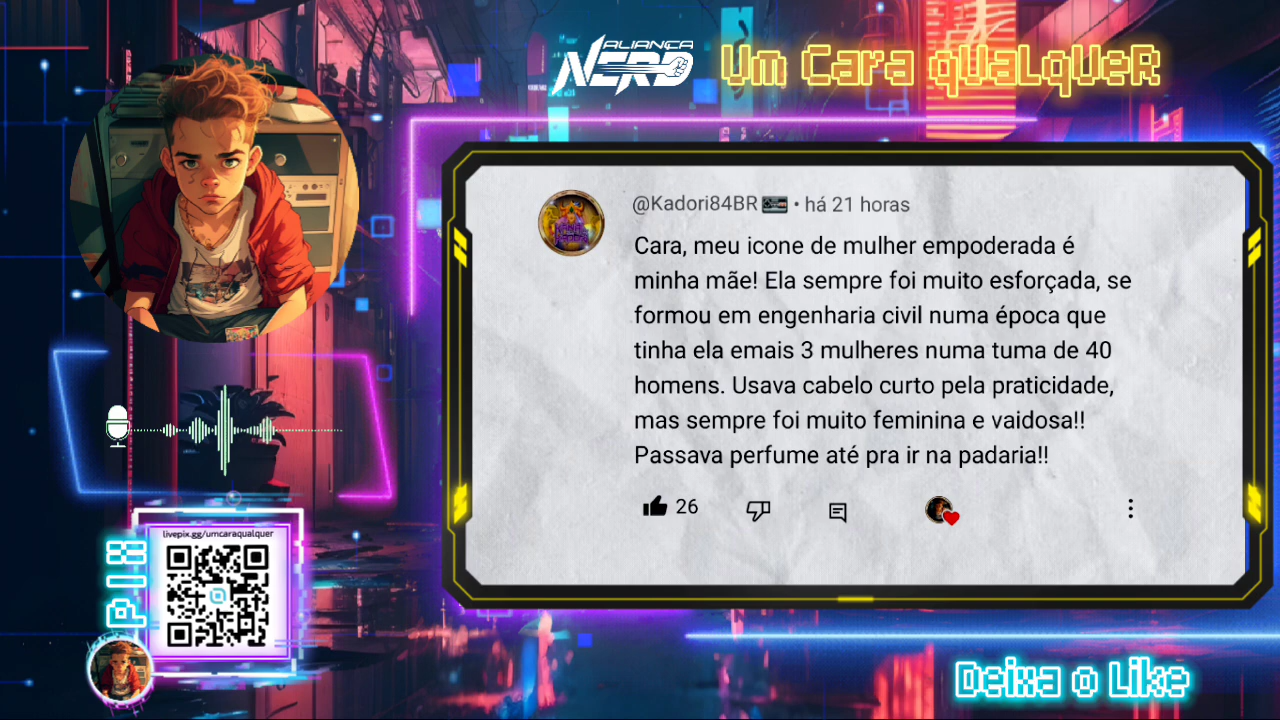 ALIANÇA
NERD
Um Cara qUaLqUeR
@Kadori84BR • há 21 horas
Cara, meu icone de mulher empoderada é
minha mãe! Ela sempre foi muito esforçada, se
formou em engenharia civil numa época que
tinha ela emais 3 mulheres numa tuma de 40
homens. Usava cabelo curto pela praticidade,
mas sempre foi muito feminina e vaidosa!!
Passava perfume até pra ir na padaria!!
26
livepix.gg/umcaraqualquer
PIX
Deixa o Like